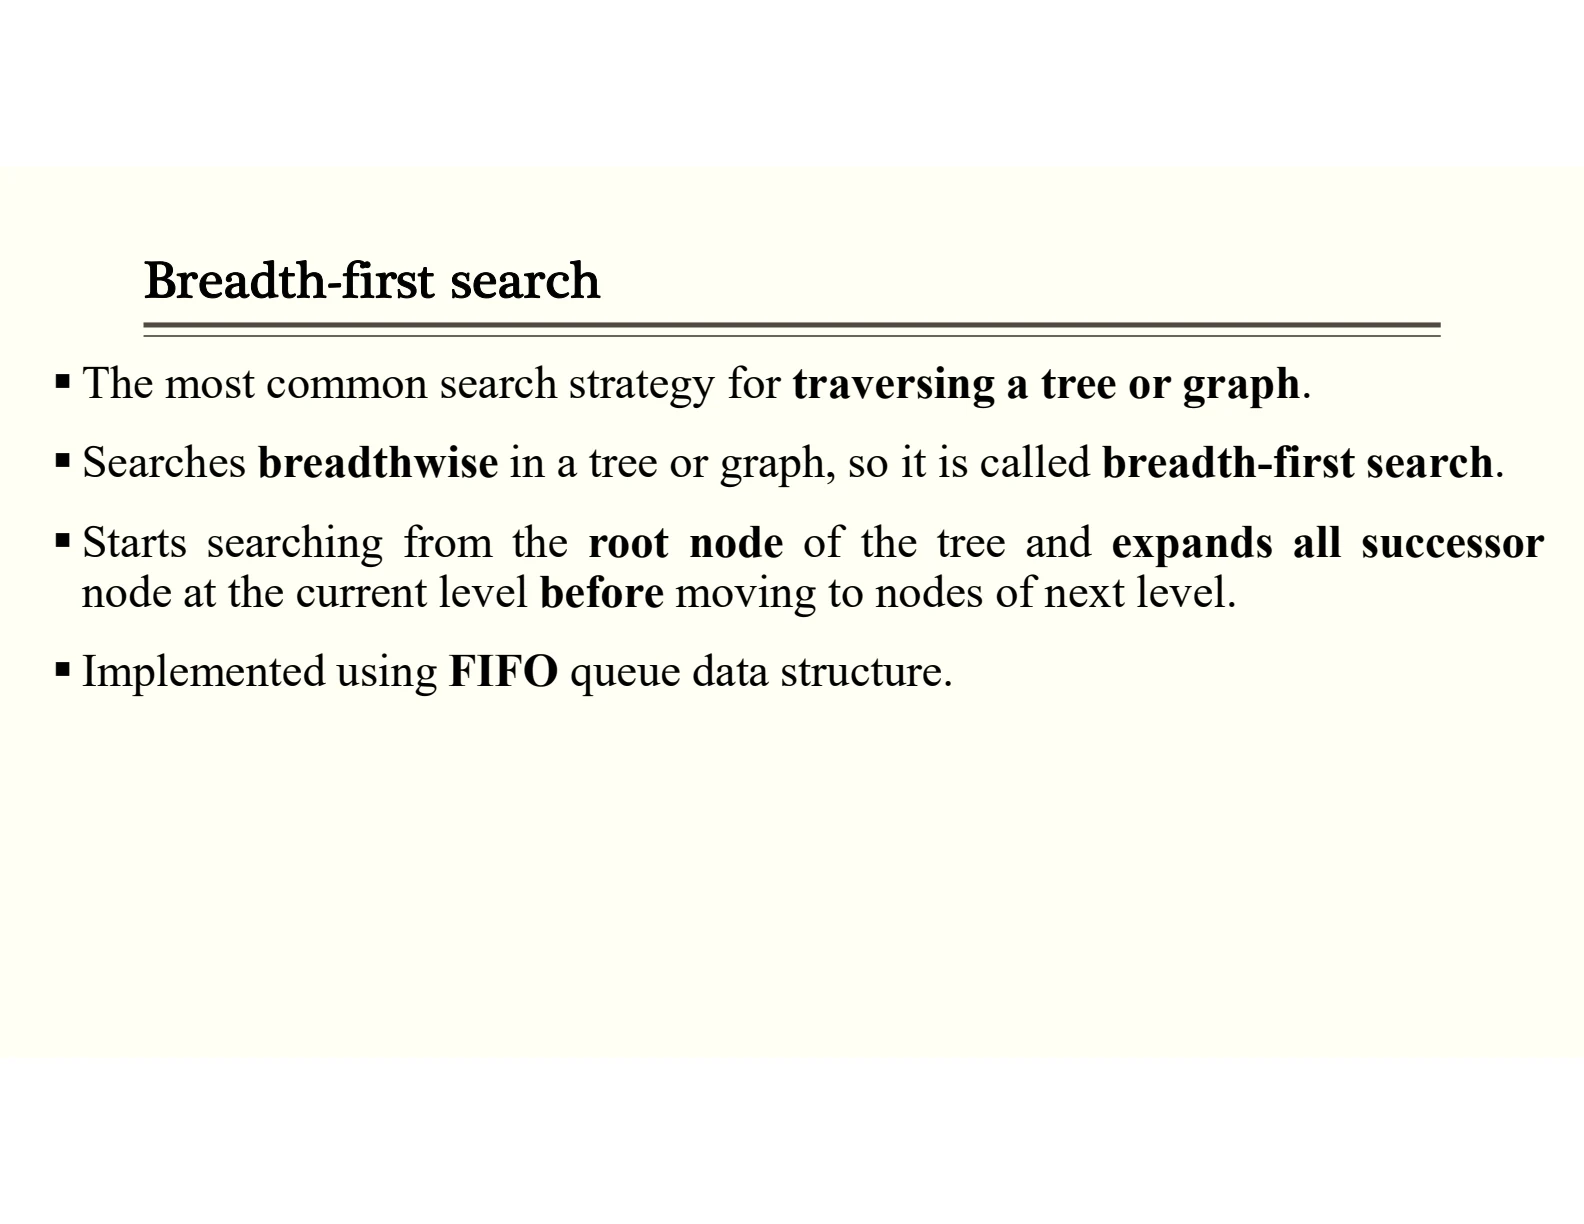 Breadth-first search
▪ The most common search strategy for traversing a tree or graph.
▪ Searches breadthwise in a tree or graph, so it is called breadth-first search.
▪ Starts searching from the root node of the tree and expands all successor
node at the current level before moving to nodes of next level.
▪ Implemented using FIFO queue data structure.